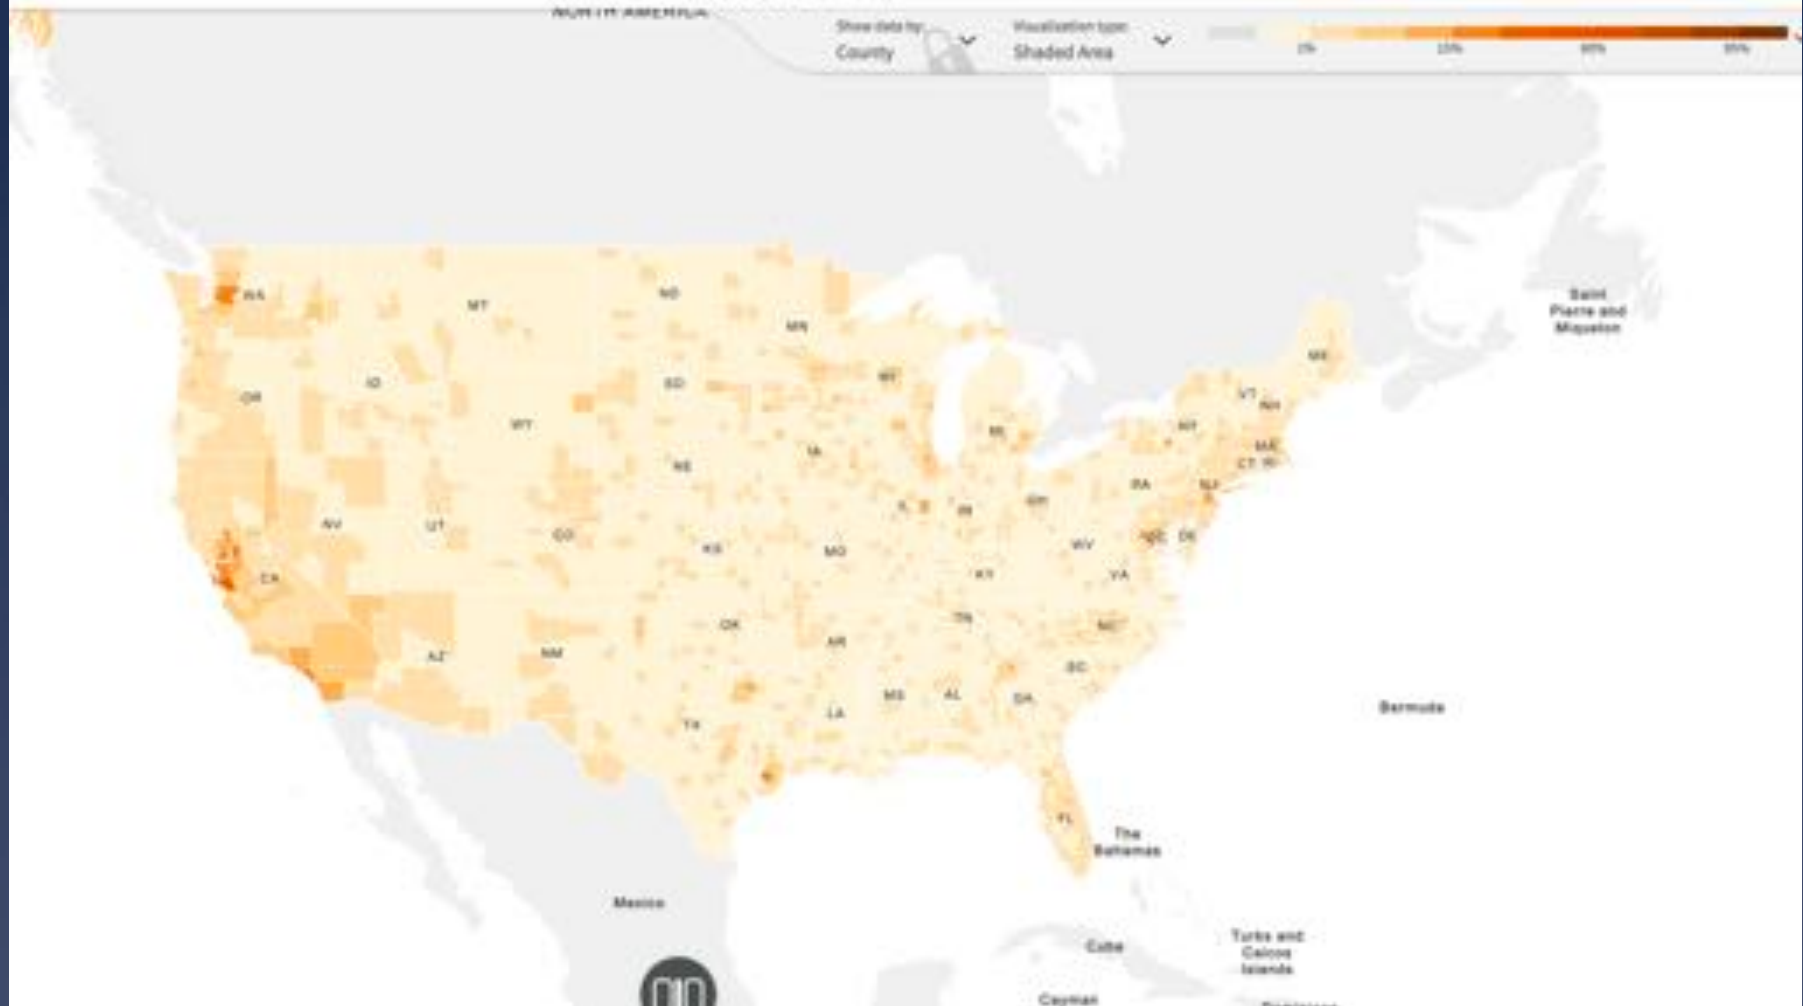 NORTH AMERICA
Show data by:
County
Visualization type:
Shaded Area
WA
MT
ND
MN
Saint
Pierre and
Miquelon
ME
OR
ID
SD
WI
VT
NH
WY
IA
MI
NY
MA
NE
CT RI
PA
NJ
NV
UT
CO
KS
MO
IL
IN
OH
WV
DC
DE
CA
KY
VA
OK
TN
NC
AR
AZ
NM
SC
MS
AL
GA
LA
TX
Bermuda
FL
The
Bahamas
Mexico
Cuba
Turks and
Caicos
Islands
Cayman